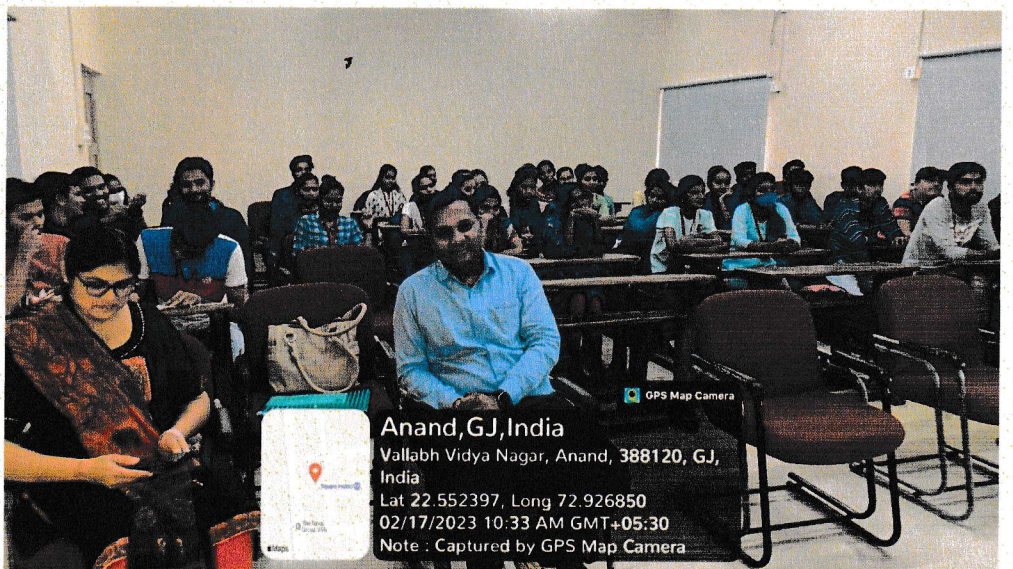 GPS Map Camera
Anand,GJ,India
Vallabh Vidya Nagar, Anand, 388120, GJ,
India
Lat 22.552397, Long 72.926850
02/17/2023 10:33 AM GMT+05:30
Note : Captured by GPS Map Camera
Maps